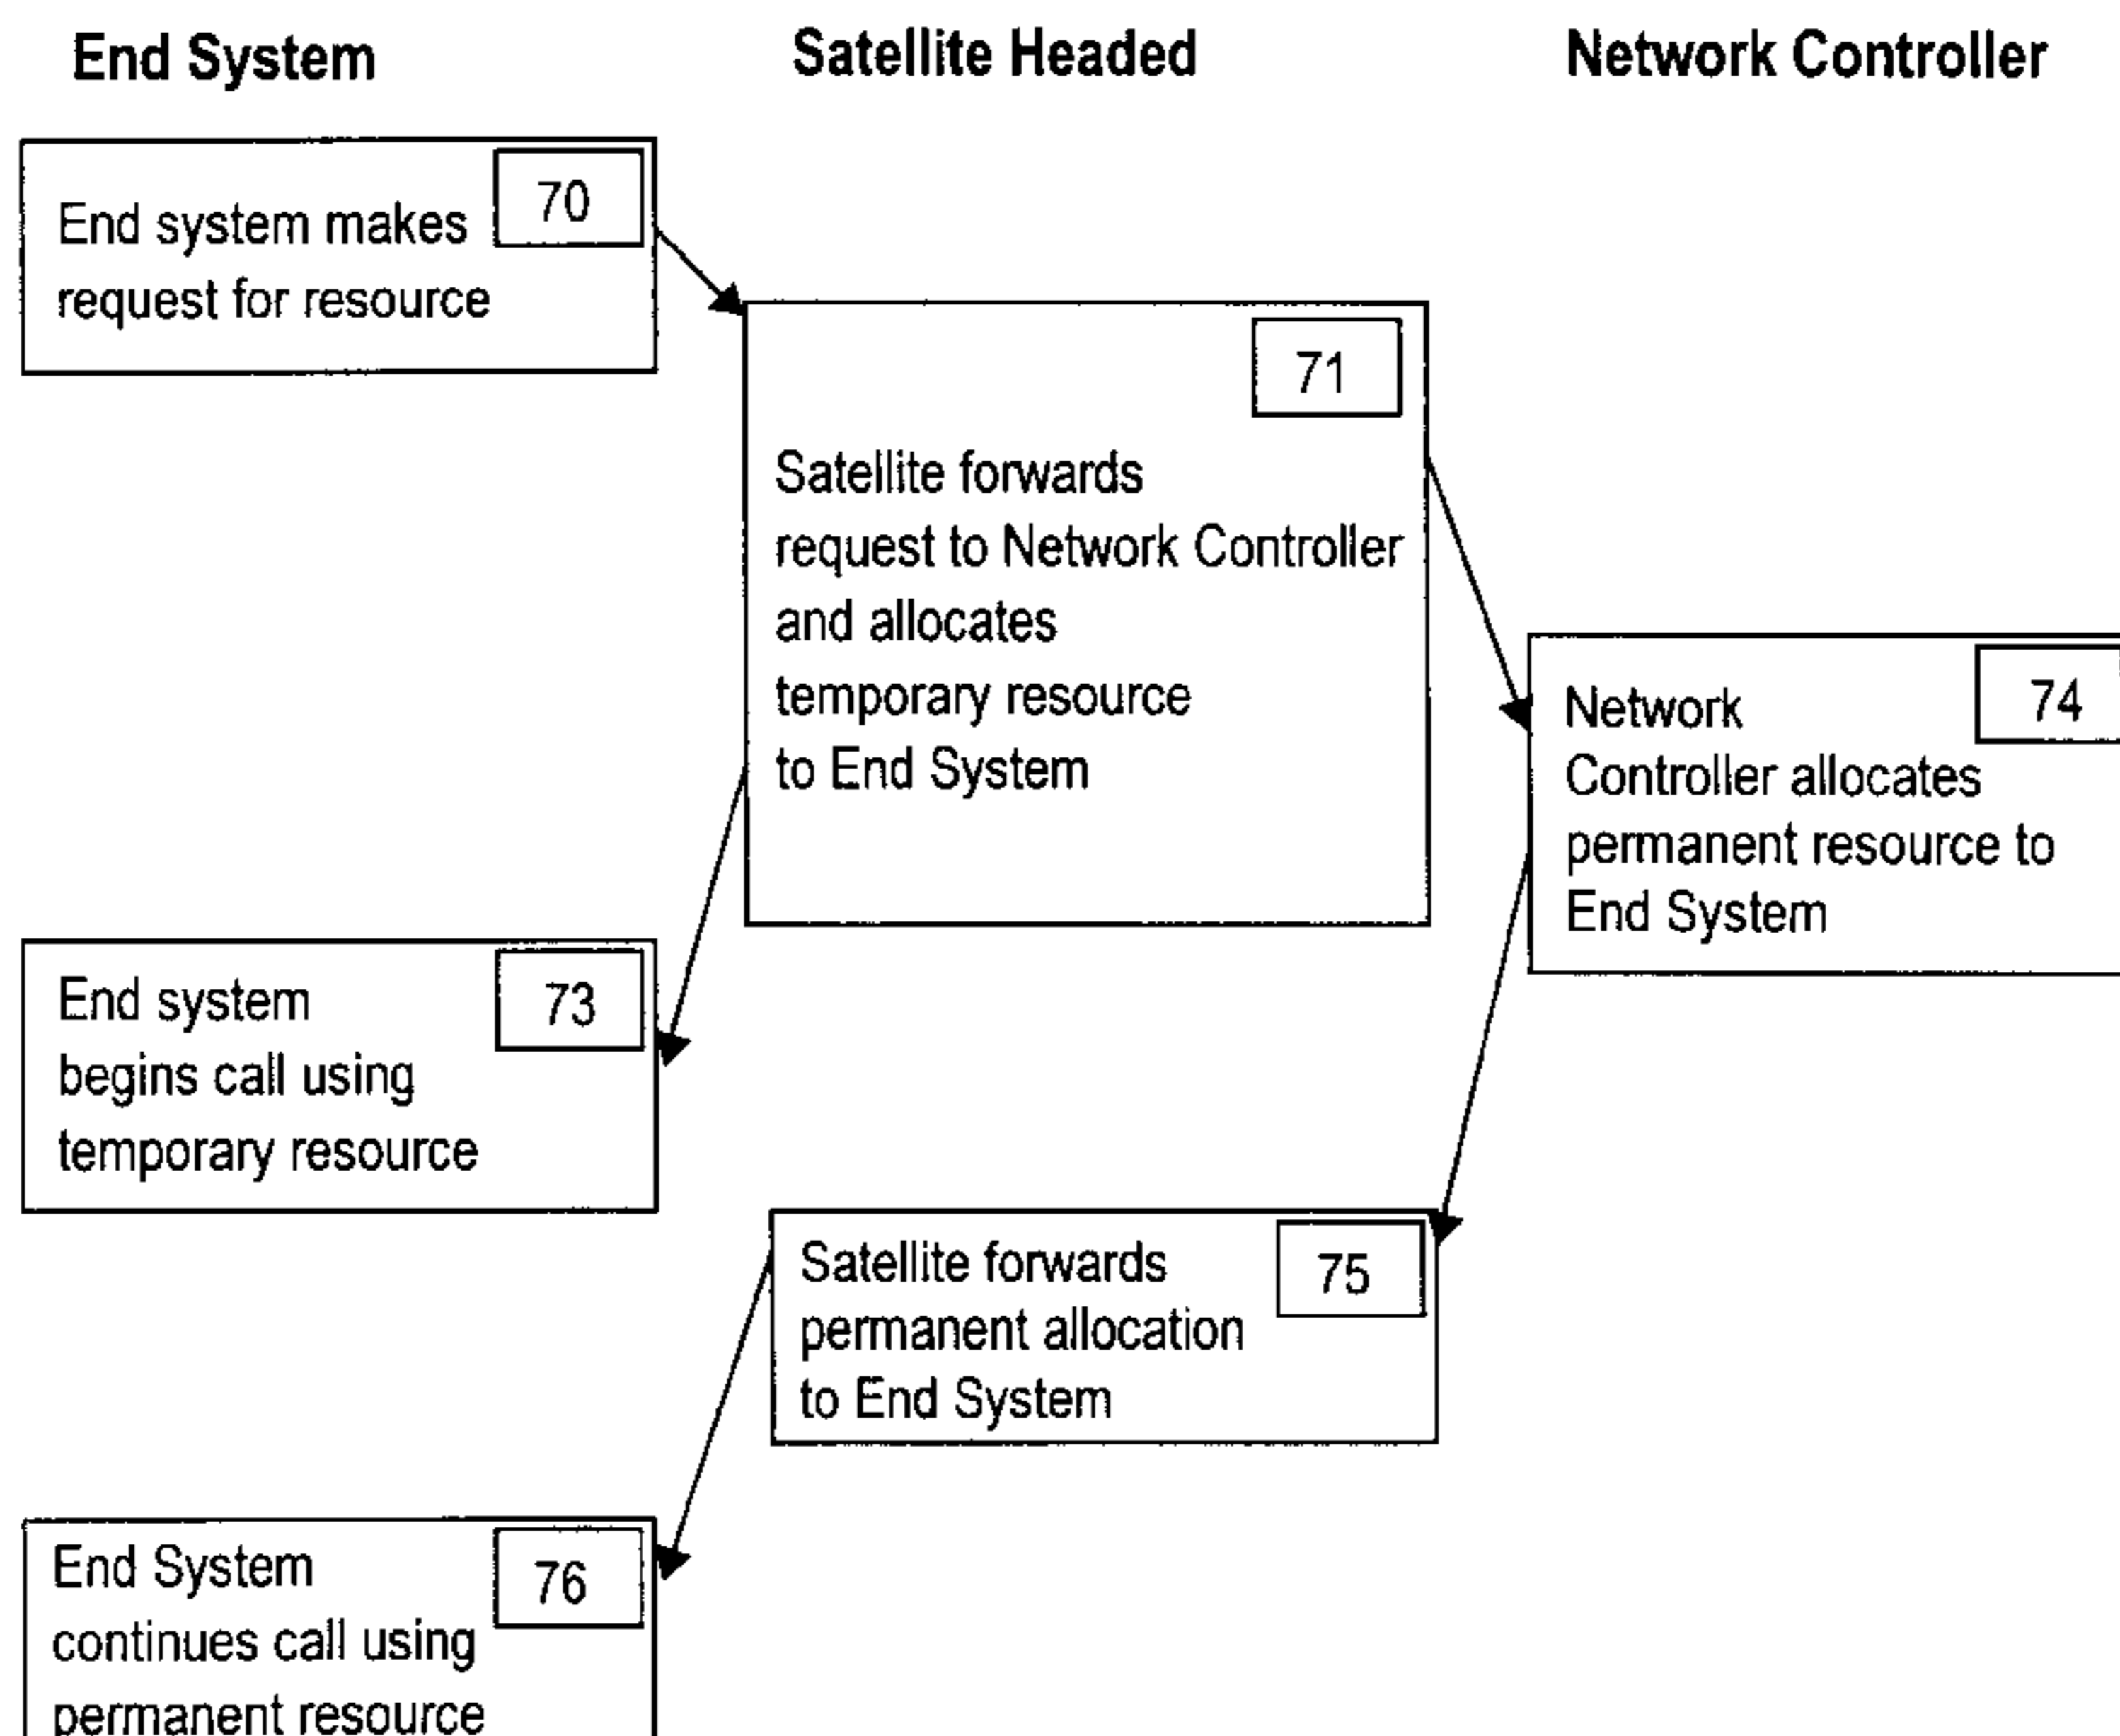 End System
Satellite Headed
Network Controller
70
End system makes
request for resource
71
Satellite forwards
request to Network Controller
and allocates
temporary resource
to End System
74
Network
Controller allocates
permanent resource to
End System
73
End system
begins call using
temporary resource
75
Satellite forwards
permanent allocation
to End System
76
End System
continues call using
permanent resource